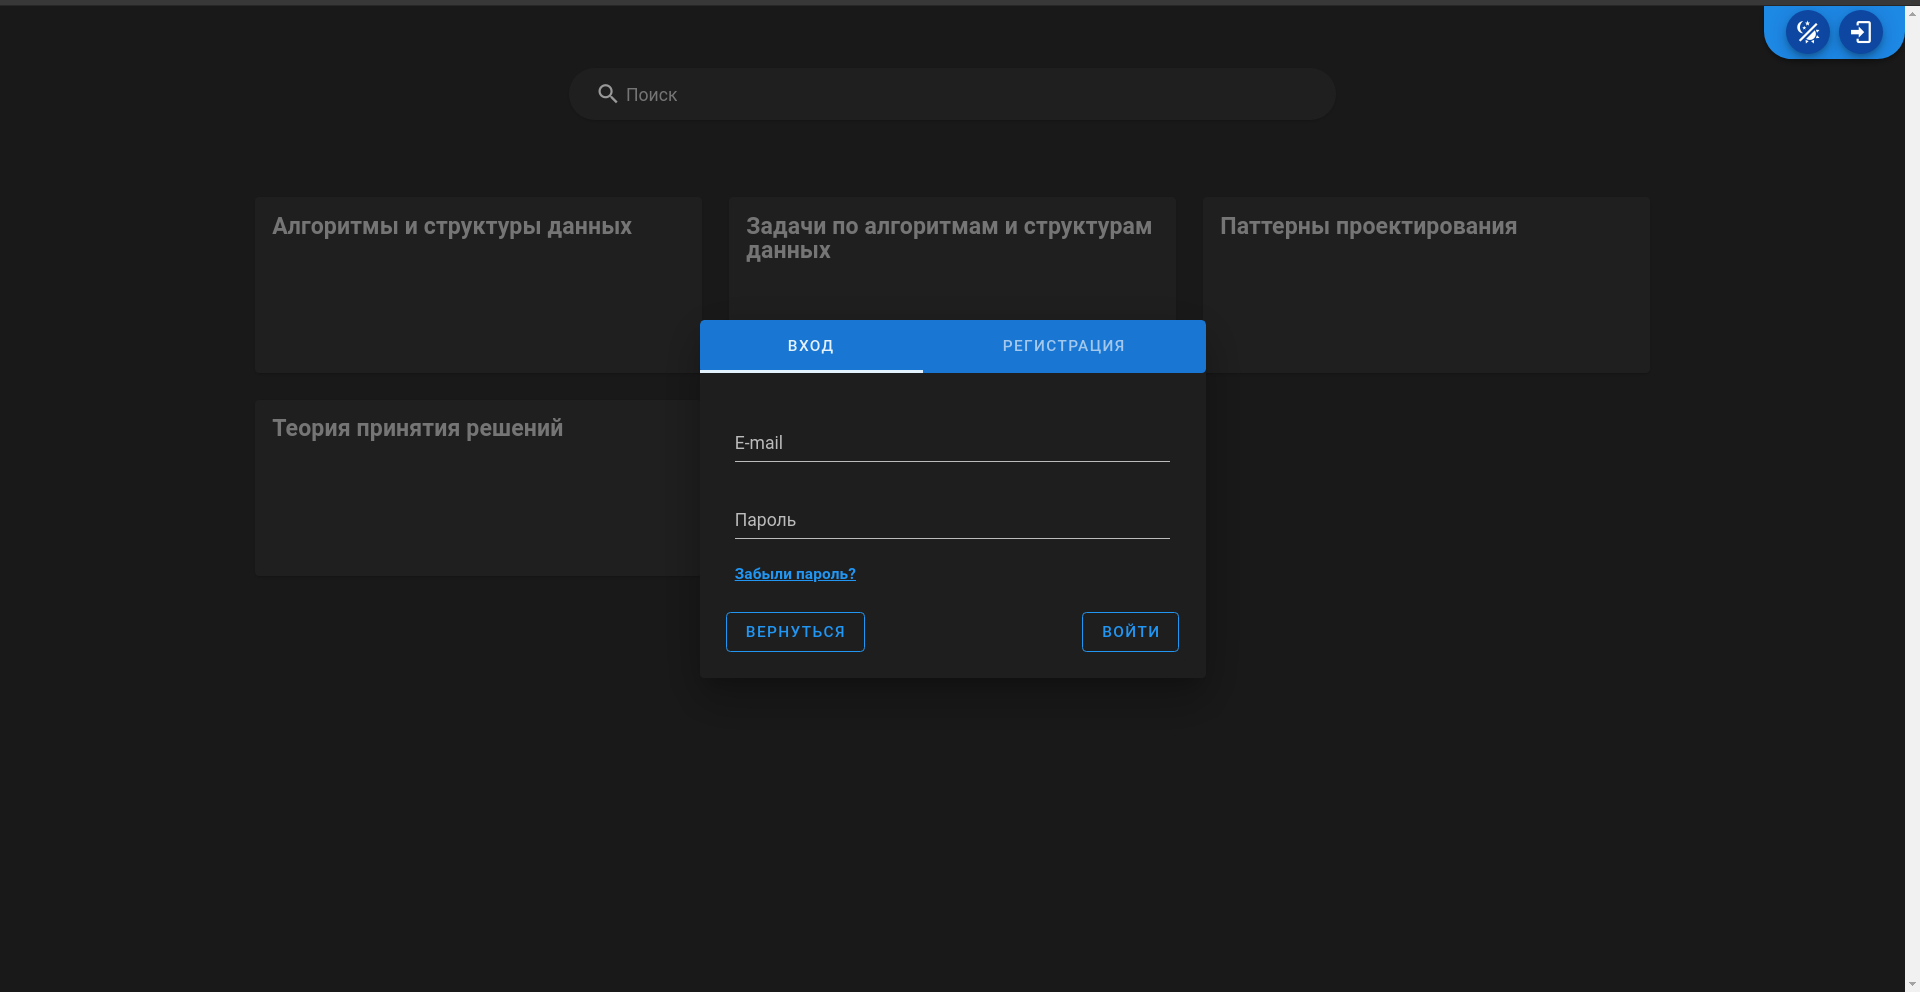 Поиск
Алгоритмы и структуры данных
Задачи по алгоритмам и структурам
данных
Паттерны проектирования
Теория принятия решений
ВХОД
РЕГИСТРАЦИЯ
E-mail
Пароль
Забыли пароль?
ВЕРНУТЬСЯ
ВОЙТИ